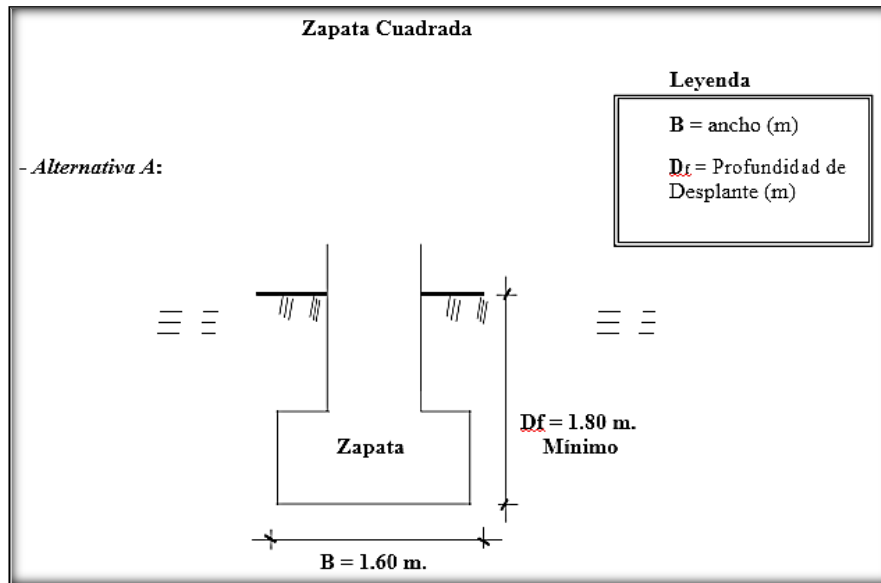 Zapata Cuadrada
Leyenda
B = ancho (m)
Df = Profundidad de
Desplante (m)
- Alternativa A:
Zapata
Df = 1.80 m.
Mínimo
B = 1.60 m.